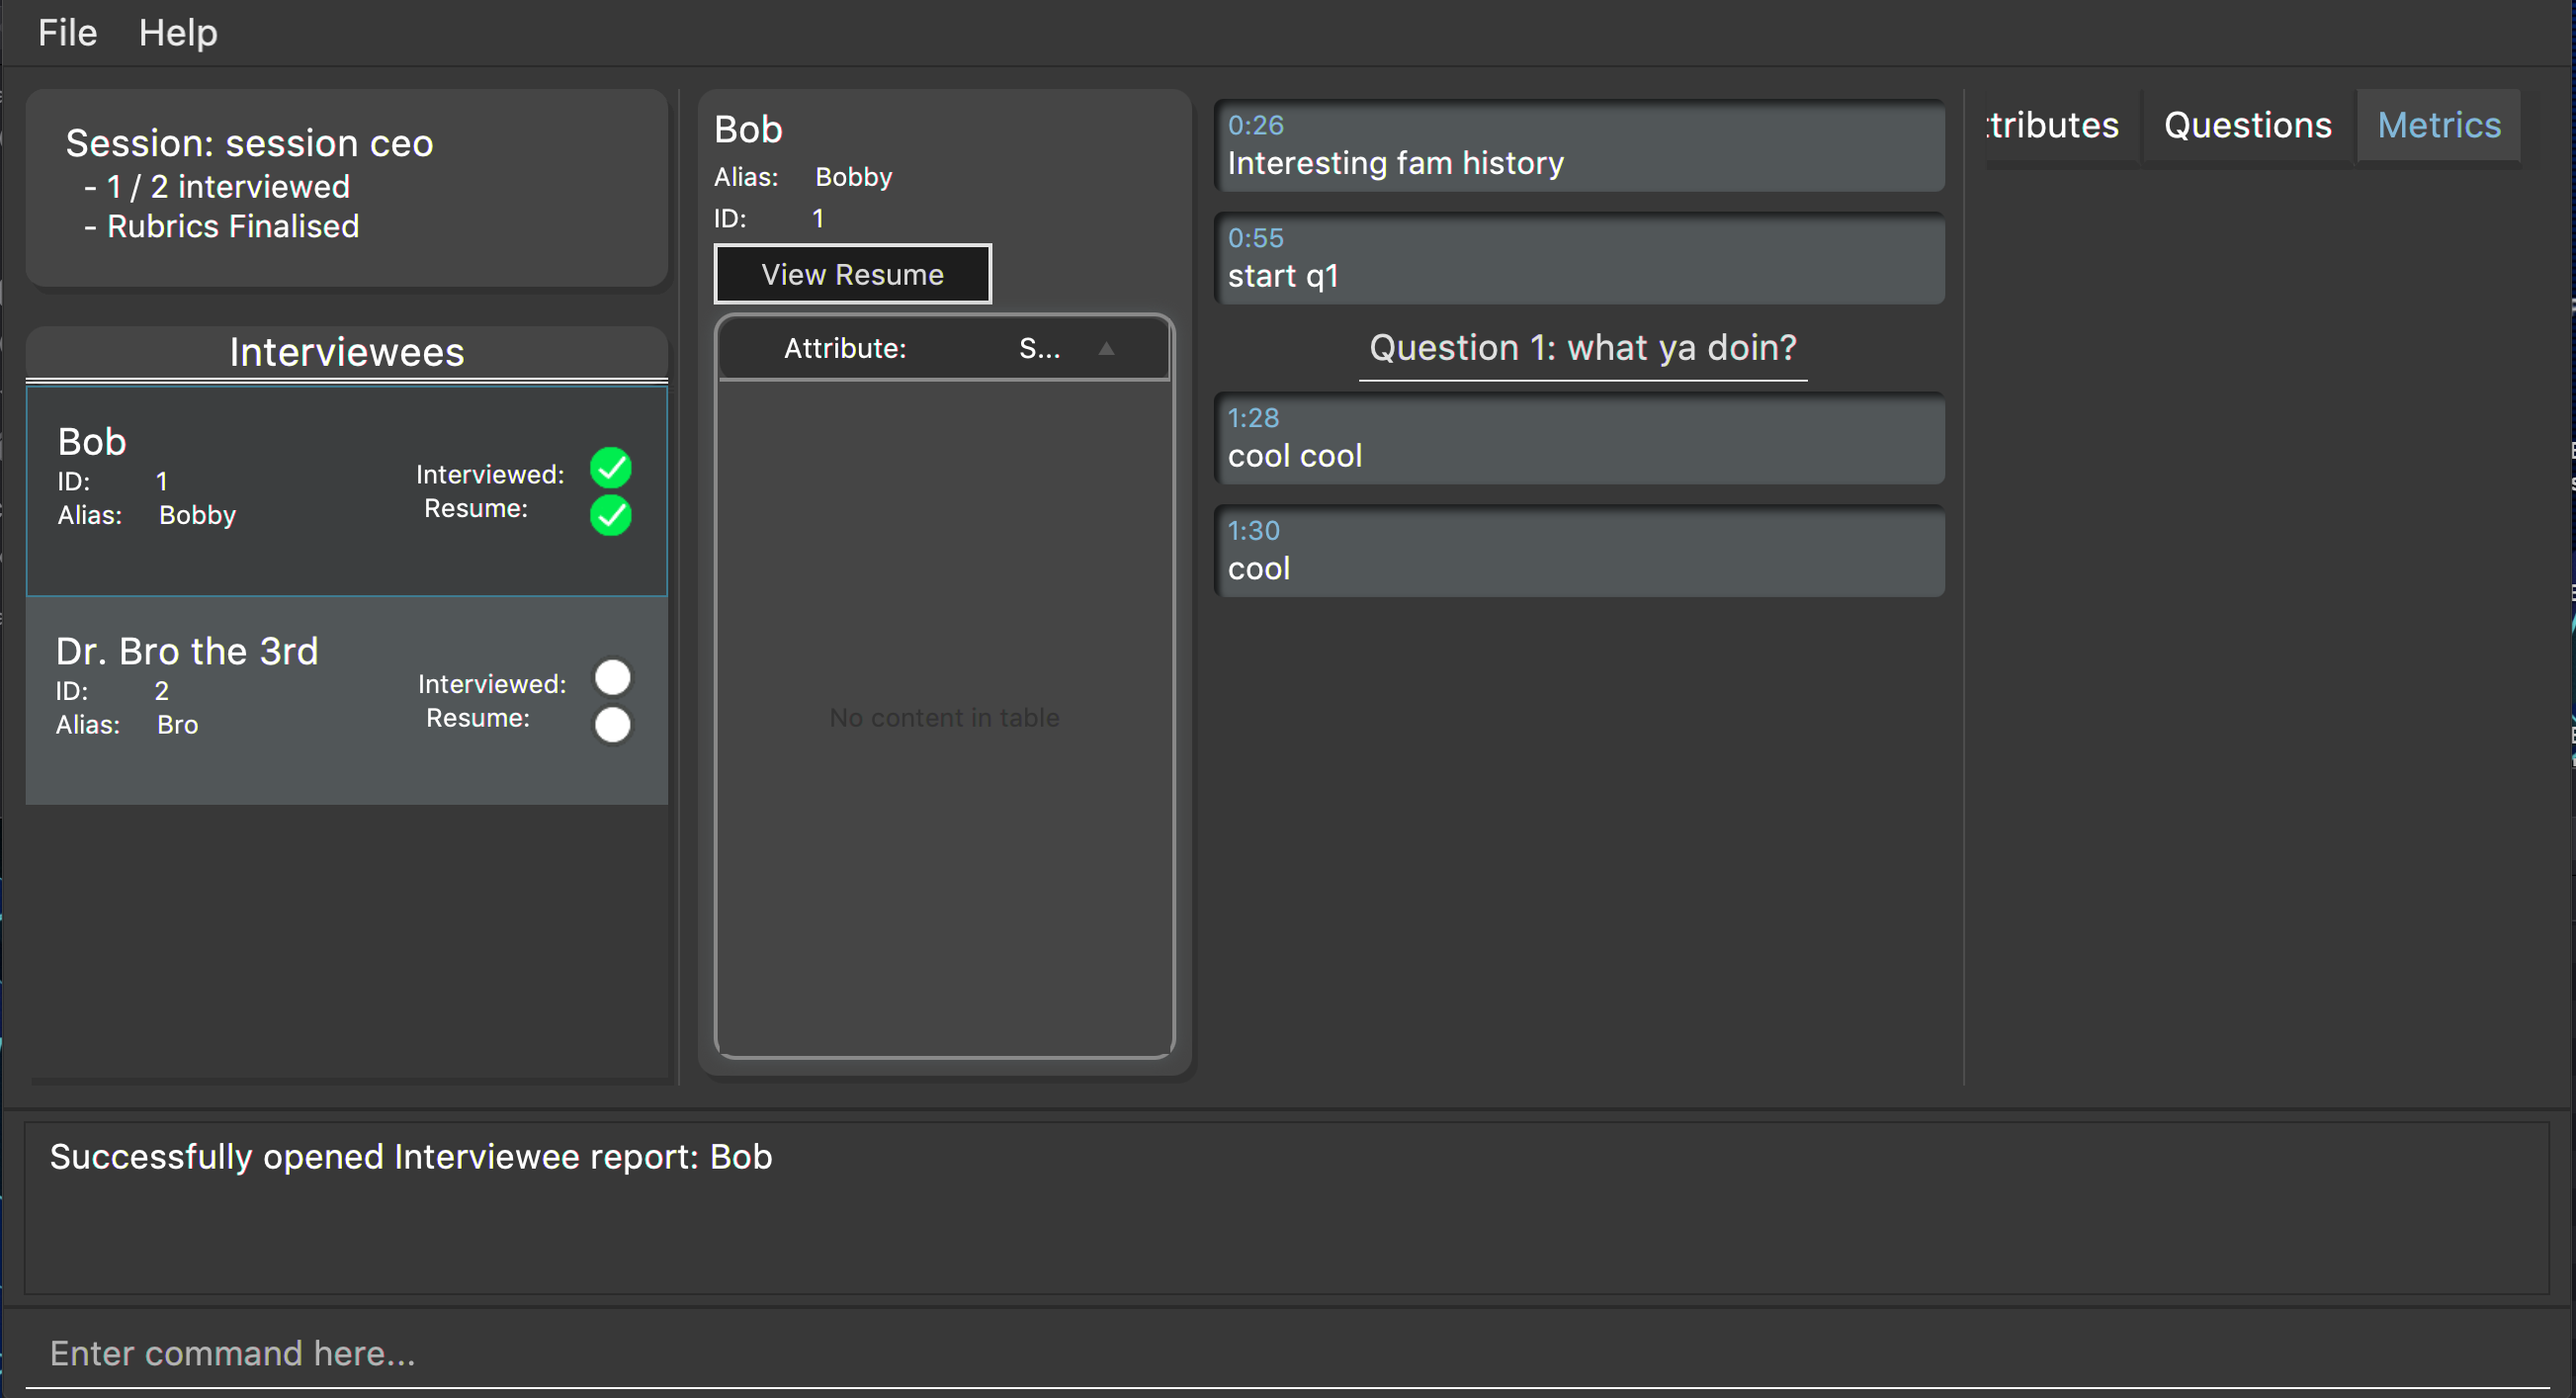 File Help
Session: session ceo
- 1 / 2 interviewed
- Rubrics Finalised
Interviewees
Bob
ID: 1
Alias: Bobby
Interviewed:
Resume:
Dr. Bro the 3rd
ID: 2
Alias: Bro
Interviewed:
Resume:
Bob
Alias: Bobby
ID: 1
View Resume
Attribute: S...
No content in table
0:26
Interesting fam history
0:55
start q1
Question 1: what ya doin?
1:28
cool cool
1:30
cool
tributes Questions Metrics
Successfully opened Interviewee report: Bob
Enter command here...